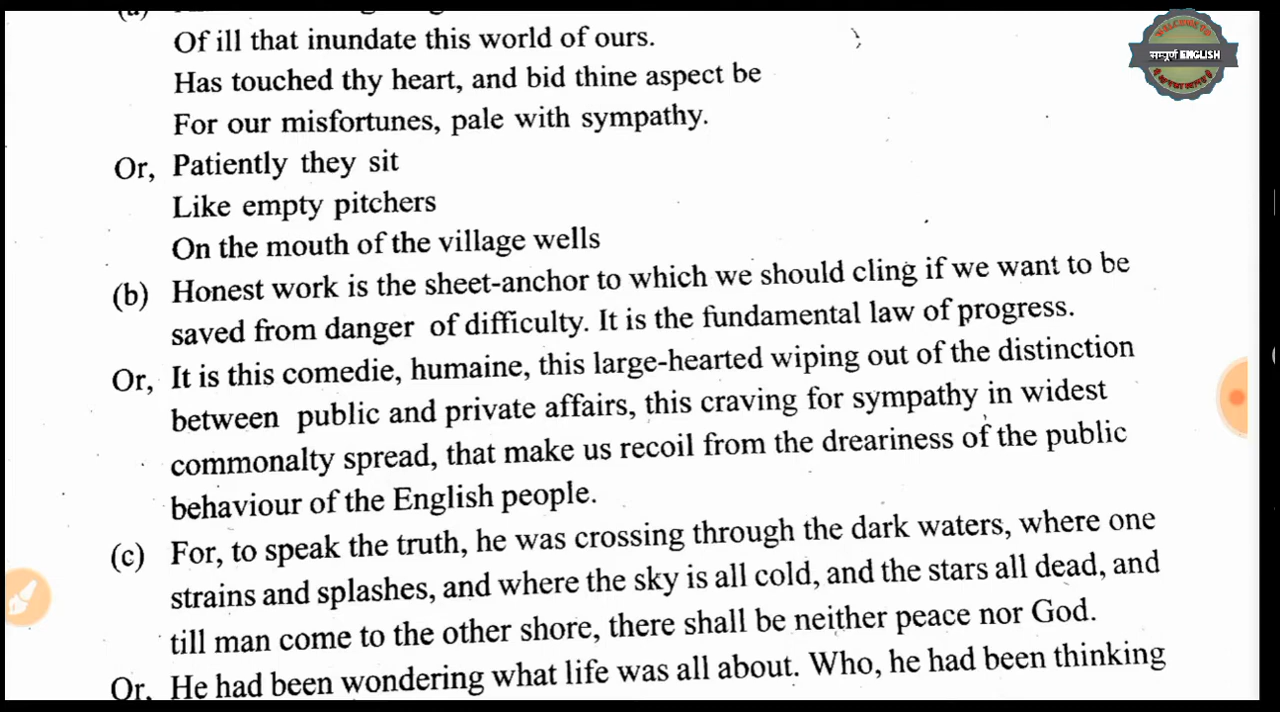 Of ill that inundate this world of ours.
Has touched thy heart, and bid thine aspect be
For our misfortunes, pale with sympathy.
Or, Patiently they sit
Like empty pitchers
On the mouth of the village wells
(b) Honest work is the sheet-anchor to which we should cling if we want to be
saved from danger of difficulty. It is the fundamental law of progress.
Or, It is this comedie, humaine, this large-hearted wiping out of the distinction
between public and private affairs, this craving for sympathy in widest
commonalty spread, that make us recoil from the dreariness of the public
behaviour of the English people.
(c) For, to speak the truth, he was crossing through the dark waters, where one
strains and splashes, and where the sky is all cold, and the stars all dead, and
till man come to the other shore, there shall be neither peace nor God.
Or, He had been wondering what life was all about. Who, he had been thinking
WELCOME TO
सम्पूर्ण ENGLISH